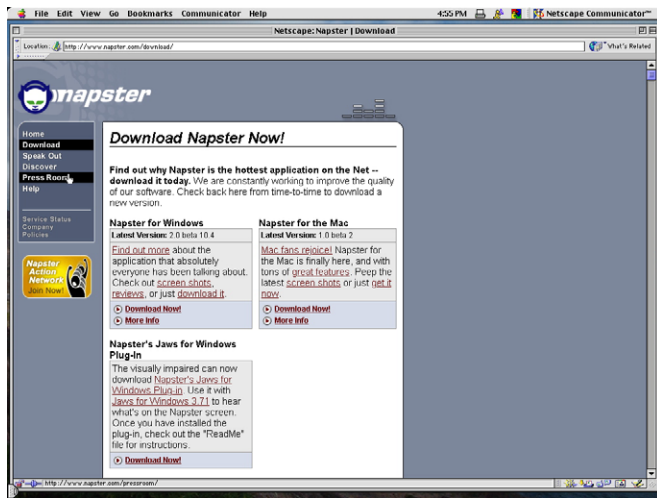 File Edit View Go Bookmarks Communicator Help 4:55 PM Netscape Communicator™
Netscape: Napster | Download
Location: http://www.napster.com/download/ What's Related
napster
Home
Download
Speak Out
Discover
Press Room
Help
Service Status
Company
Policies
Napster
Action
Network
Join Now!
Download Napster Now!
Find out why Napster is the hottest application on the Net --
download it today. We are constantly working to improve the quality
of our software. Check back here from time-to-time to download a
new version.
Napster for Windows
Latest Version: 2.0 beta 10.4
Find out more about the
application that absolutely
everyone has been talking about.
Check out screen shots,
reviews, or just download it.
Download Now!
More Info
Napster for the Mac
Latest Version: 1.0 beta 2
Mac fans rejoice! Napster for
the Mac is finally here, and with
tons of great features. Peep the
latest screen shots or just get it
now.
Download Now!
More Info
Napster's Jaws for Windows
Plug-In
The visually impaired can now
download Napster's Jaws for
Windows Plug-in. Use it with
Jaws for Windows 3.71 to hear
what's on the Napster screen.
Once you have installed the
plug-in, check out the "ReadMe"
file for instructions.
Download Now!
http://www.napster.com/pressroom/